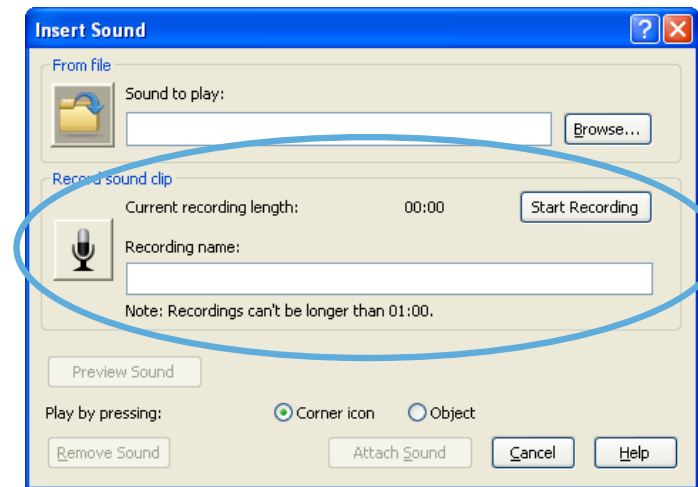 Insert Sound
From file
Sound to play:
Browse...
Record sound clip
Current recording length: 00:00 Start Recording
Recording name:
Note: Recordings can't be longer than 01:00.
Preview Sound
Play by pressing: Corner icon Object
Remove Sound Attach Sound Cancel Help